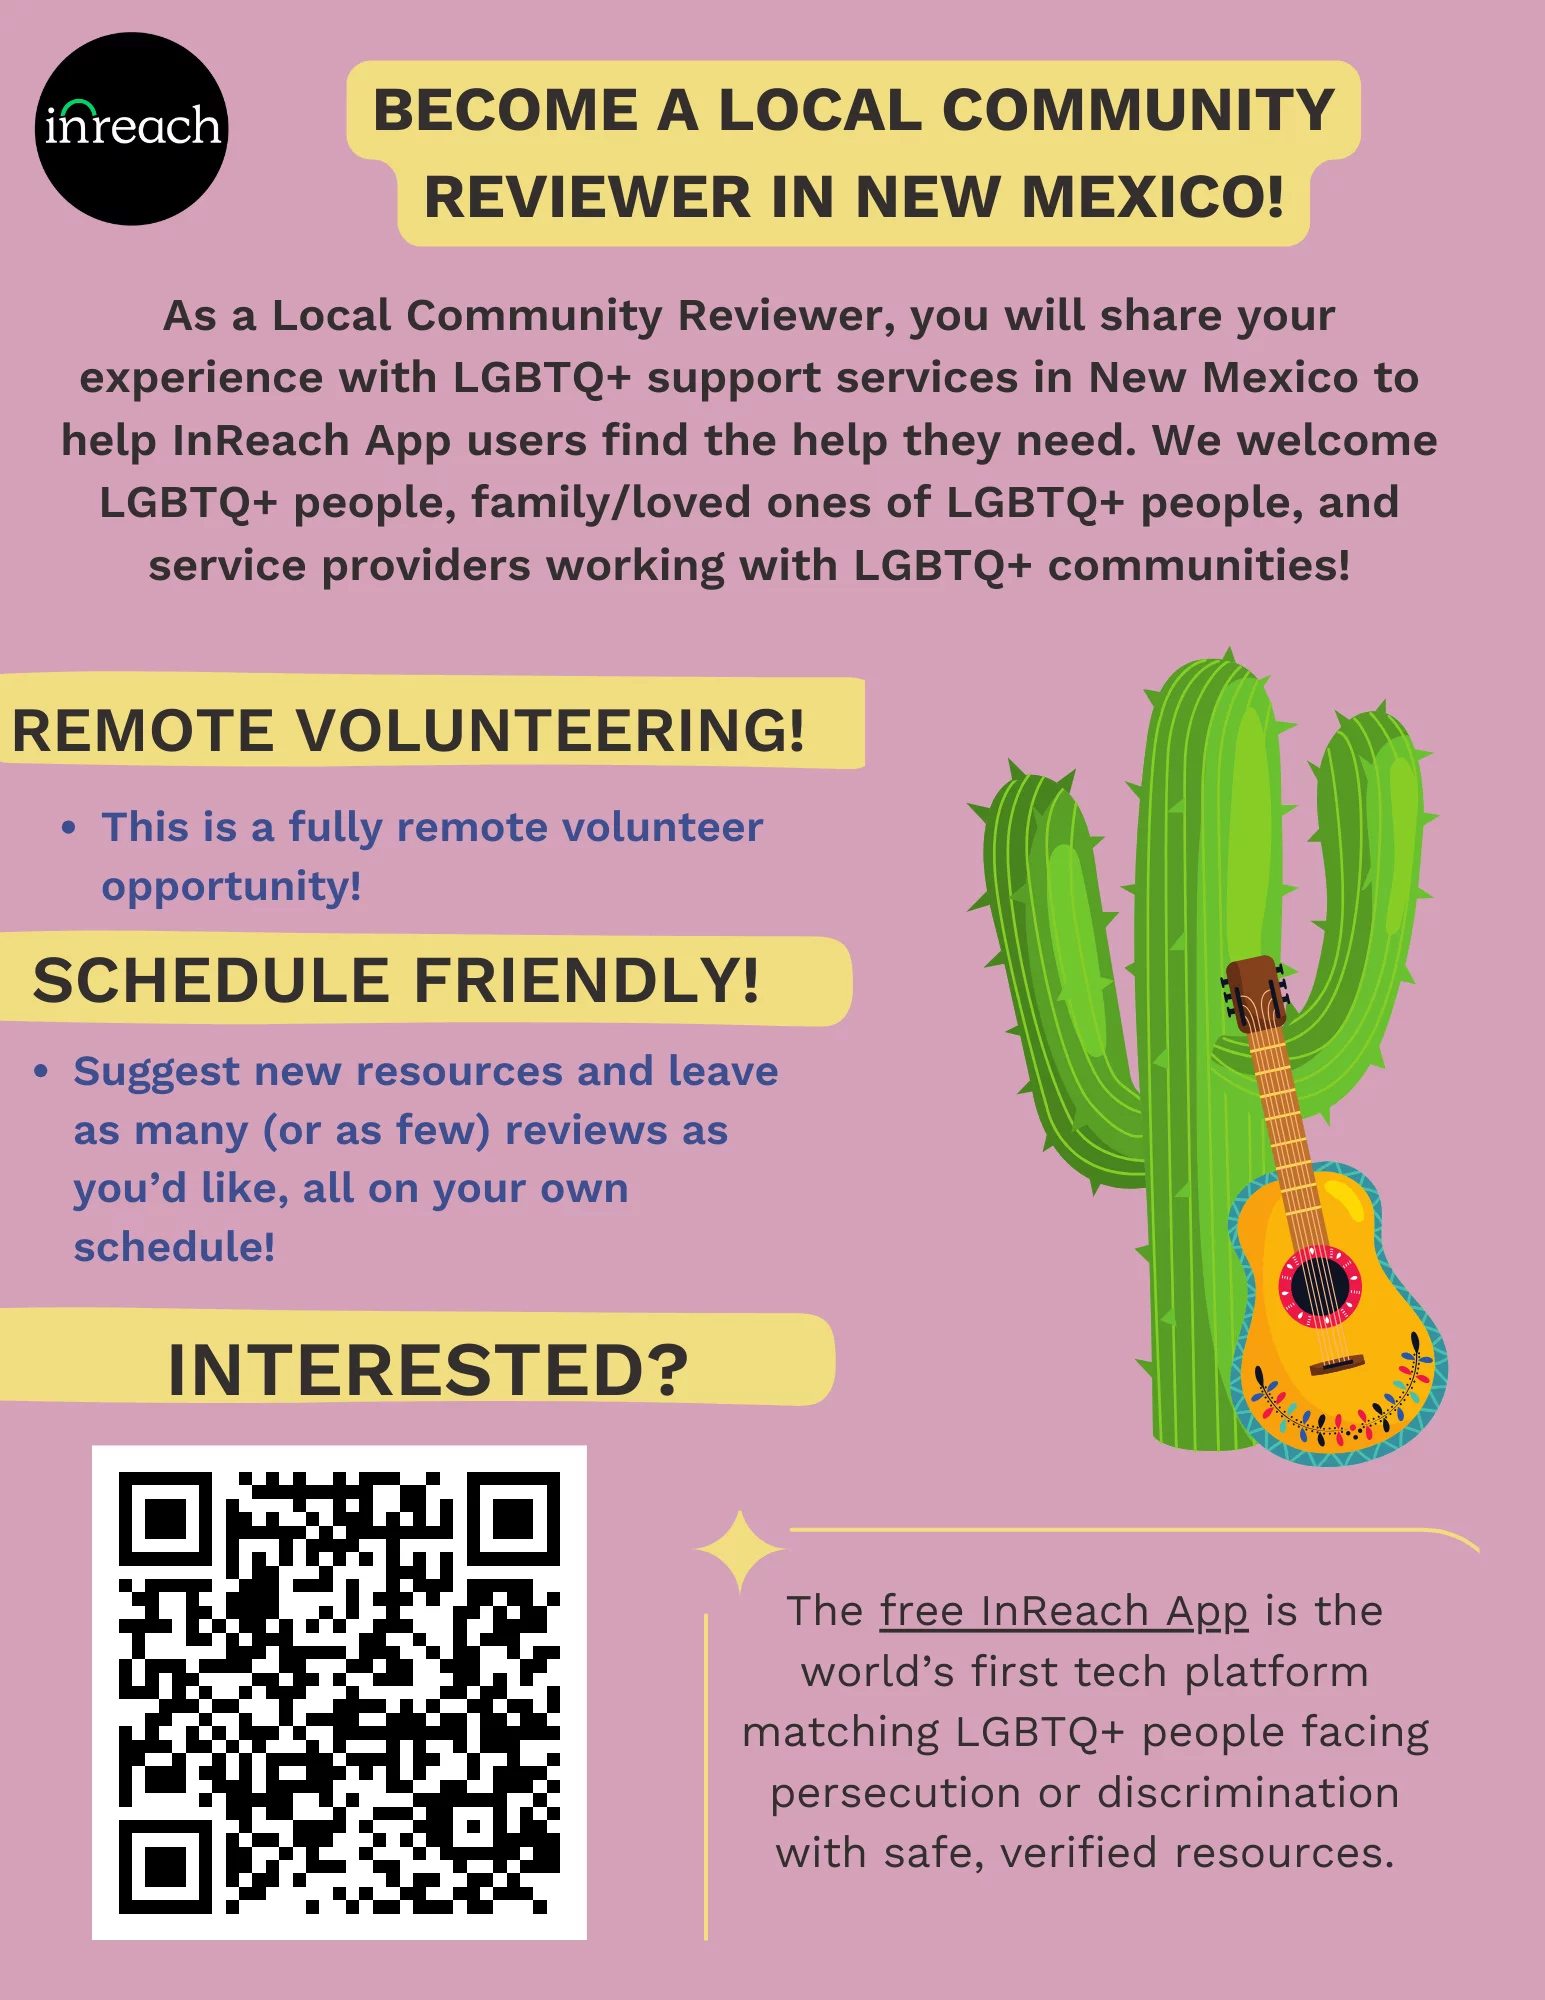 inreach
BECOME A LOCAL COMMUNITY
REVIEWER IN NEW MEXICO!
As a Local Community Reviewer, you will share your
experience with LGBTQ+ support services in New Mexico to
help InReach App users find the help they need. We welcome
LGBTQ+ people, family/loved ones of LGBTQ+ people, and
service providers working with LGBTQ+ communities!
REMOTE VOLUNTEERING!
• This is a fully remote volunteer
opportunity!
SCHEDULE FRIENDLY!
• Suggest new resources and leave
as many (or as few) reviews as
you’d like, all on your own
schedule!
INTERESTED?
The free InReach App is the
world’s first tech platform
matching LGBTQ+ people facing
persecution or discrimination
with safe, verified resources.